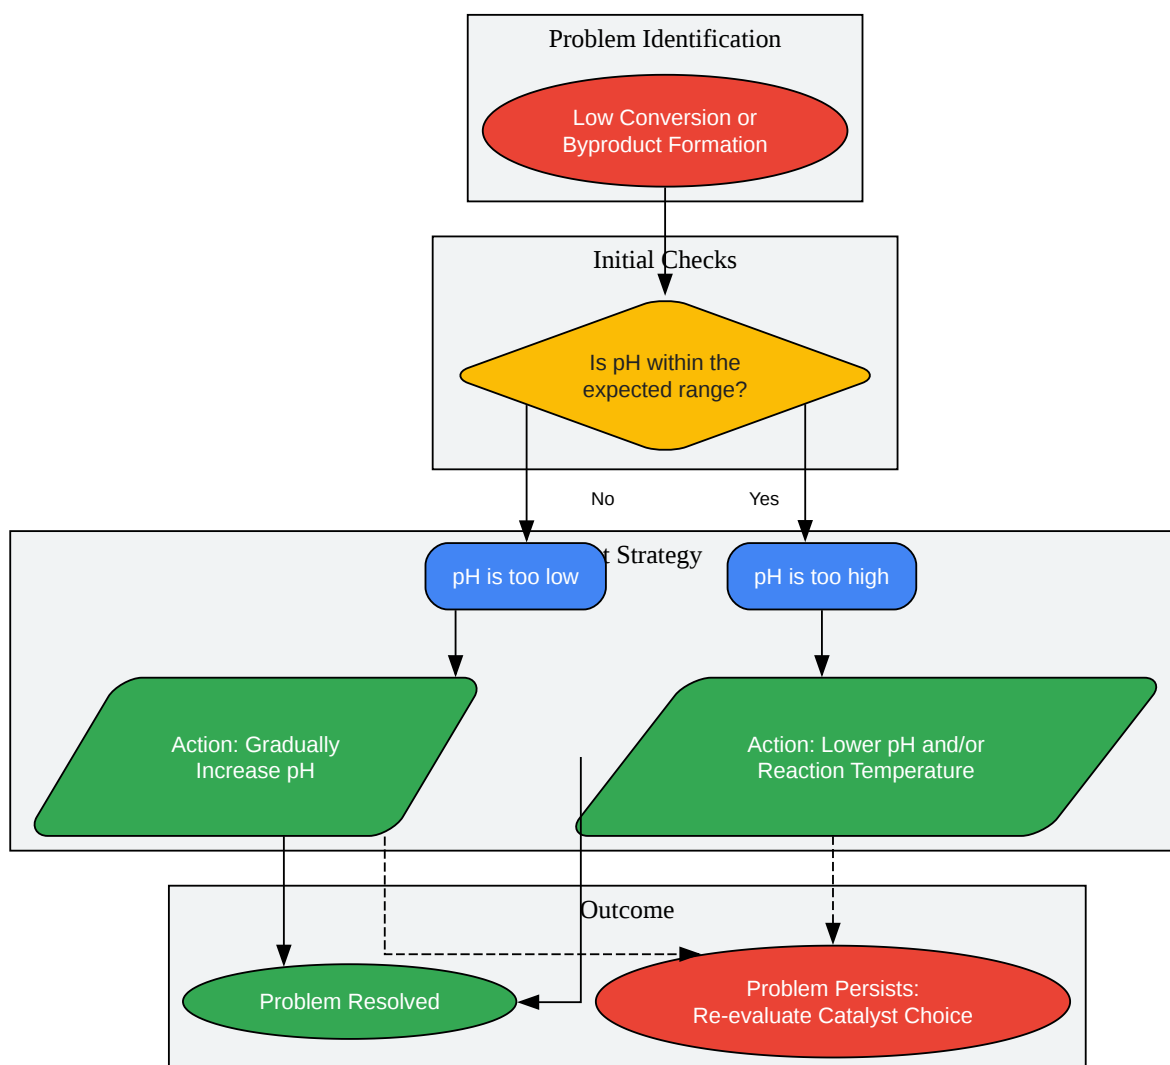 Problem Identification
Low Conversion or
Byproduct Formation
Initial Checks
Is pH within the
expected range?
No
Yes
Strategy
pH is too low
pH is too high
Action: Gradually
Increase pH
Action: Lower pH and/or
Reaction Temperature
Outcome
Problem Resolved
Problem Persists:
Re-evaluate Catalyst Choice